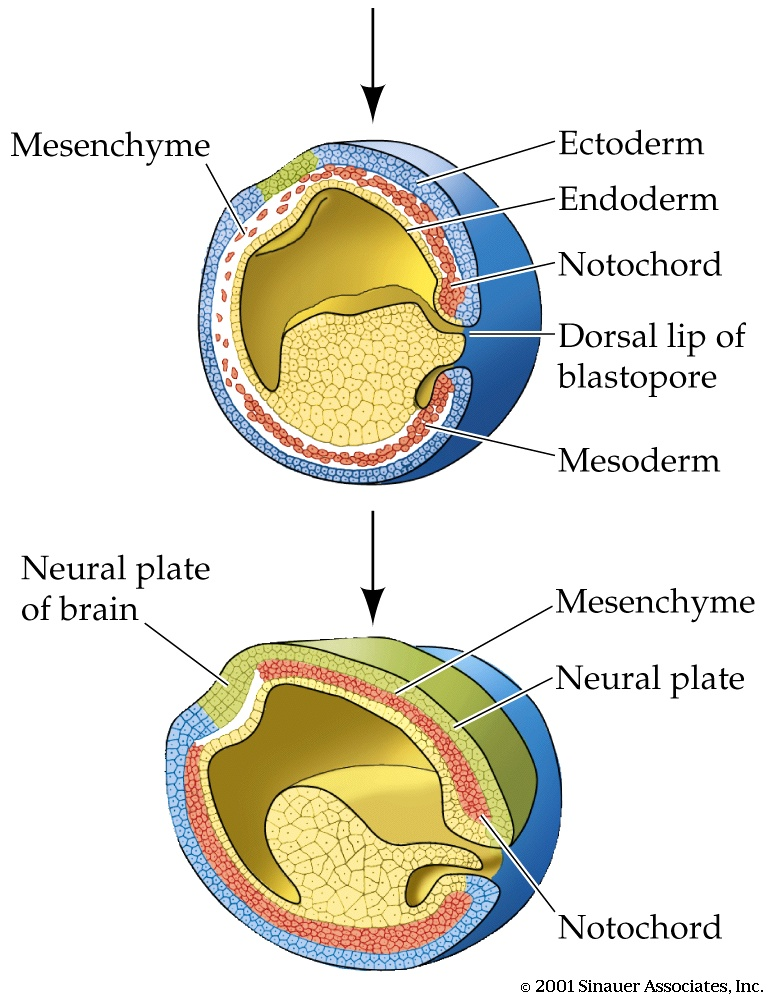 Mesenchyme
Ectoderm
Endoderm
Notochord
Dorsal lip of
blastopore
Mesoderm
Neural plate
of brain
Mesenchyme
Neural plate
Notochord
© 2001 Sinauer Associates, Inc.